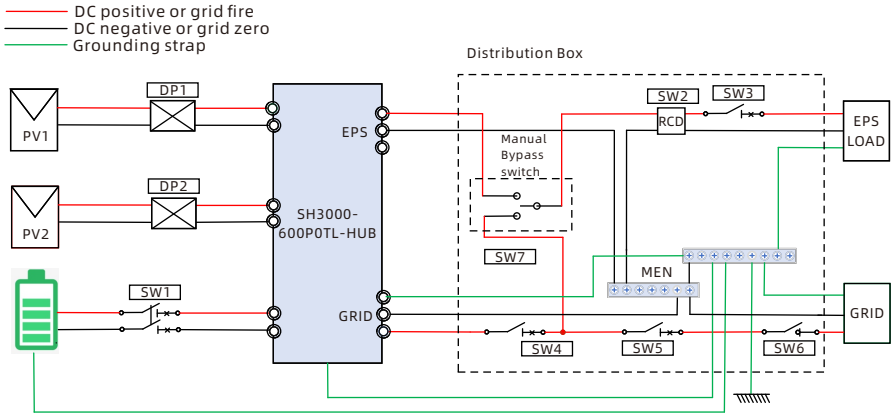 DC positive or grid fire
DC negative or grid zero
Grounding strap
Distribution Box
DP1
PV1
SW2
SW3
RCD
EPS
LOAD
EPS
Manual
Bypass
switch
DP2
PV2
SH3000-
600P0TL-HUB
SW7
MEN
SW1
GRID
GRID
SW4
SW5
SW6